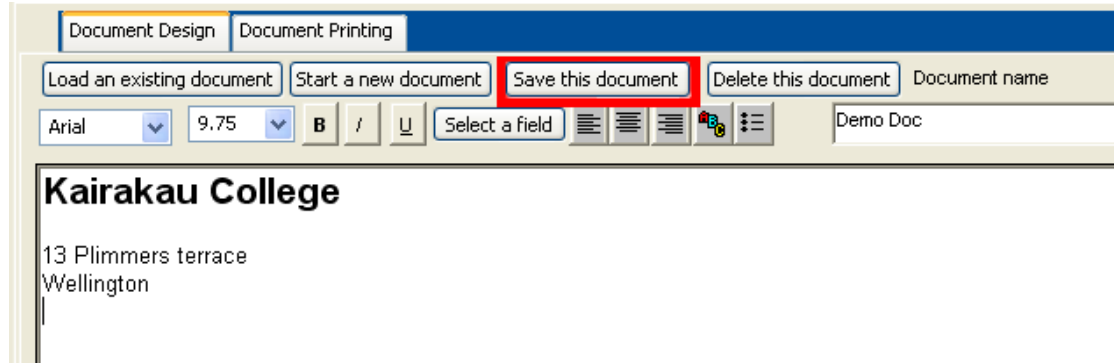 Document Design Document Printing
Load an existing document Start a new document Save this document Delete this document Document name
Arial 9.75 B I U Select a field ABC Demo Doc
Kairakau College
13 Plimmers terrace
Wellington